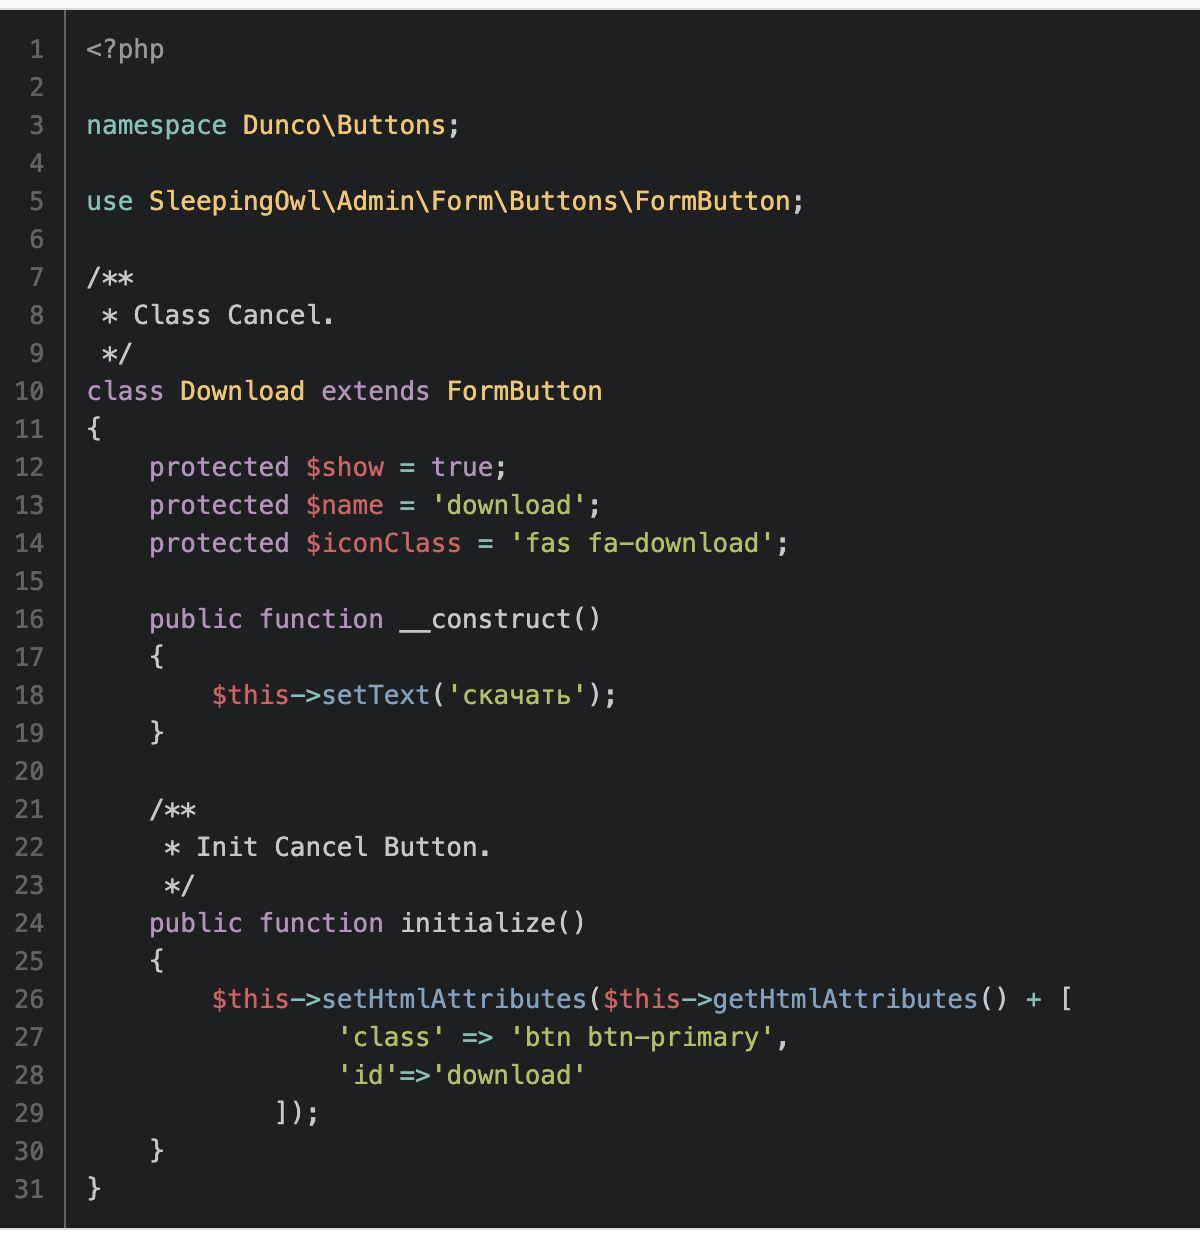 1 <?php
2
3 namespace Dunco\Buttons;
4
5 use SleepingOwl\Admin\Form\Buttons\FormButton;
6
7 /**
8  * Class Cancel.
9  */
10 class Download extends FormButton
11 {
12     protected $show = true;
13     protected $name = 'download';
14     protected $iconClass = 'fas fa-download';
15
16     public function __construct()
17     {
18         $this->setText('скачать');
19     }
20
21     /**
22      * Init Cancel Button.
23      */
24     public function initialize()
25     {
26         $this->setHtmlAttributes($this->getHtmlAttributes() + [
27                 'class' => 'btn btn-primary',
28                 'id'=>'download'
29             ]);
30     }
31 }